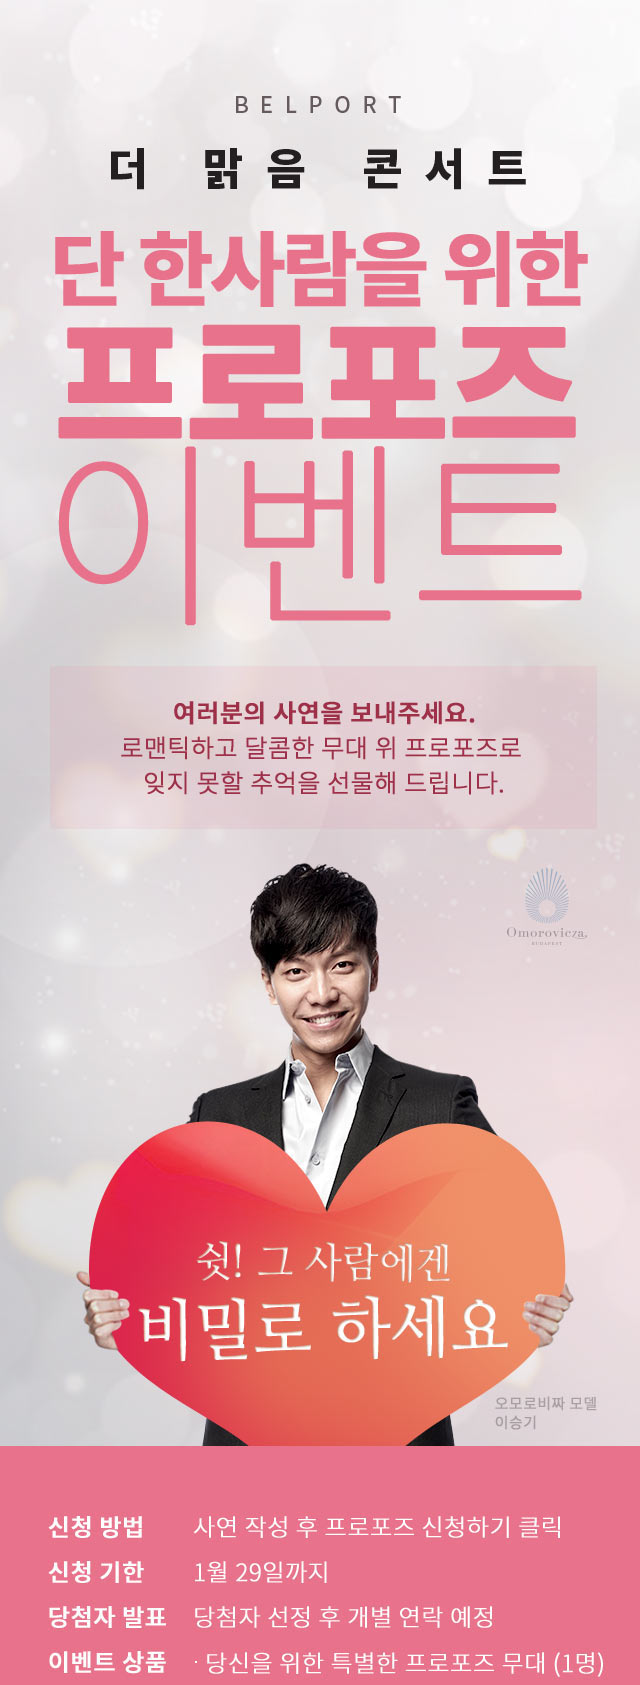 BELPORT
더 맑음 콘서트
단 한사람을 위한
프로포즈
이벤트
여러분의 사연을 보내주세요.
로맨틱하고 달콤한 무대 위 프로포즈로
잊지 못할 추억을 선물해 드립니다.
Omorovicza
BUDAPEST
쉿! 그 사람에겐
비밀로 하세요
오모로비짜 모델
이승기
신청 방법 사연 작성 후 프로포즈 신청하기 클릭
신청 기한 1월 29일까지
당첨자 발표 당첨자 선정 후 개별 연락 예정
이벤트 상품 · 당신을 위한 특별한 프로포즈 무대 (1명)